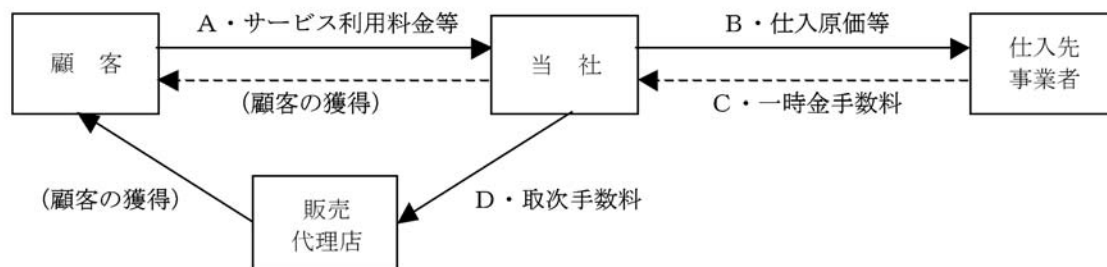 A・サービス利用料金等
B・仕入原価等
顧 客
当 社
仕入先
事業者
(顧客の獲得)
C・一時金手数料
(顧客の獲得)
D・取次手数料
販売
代理店